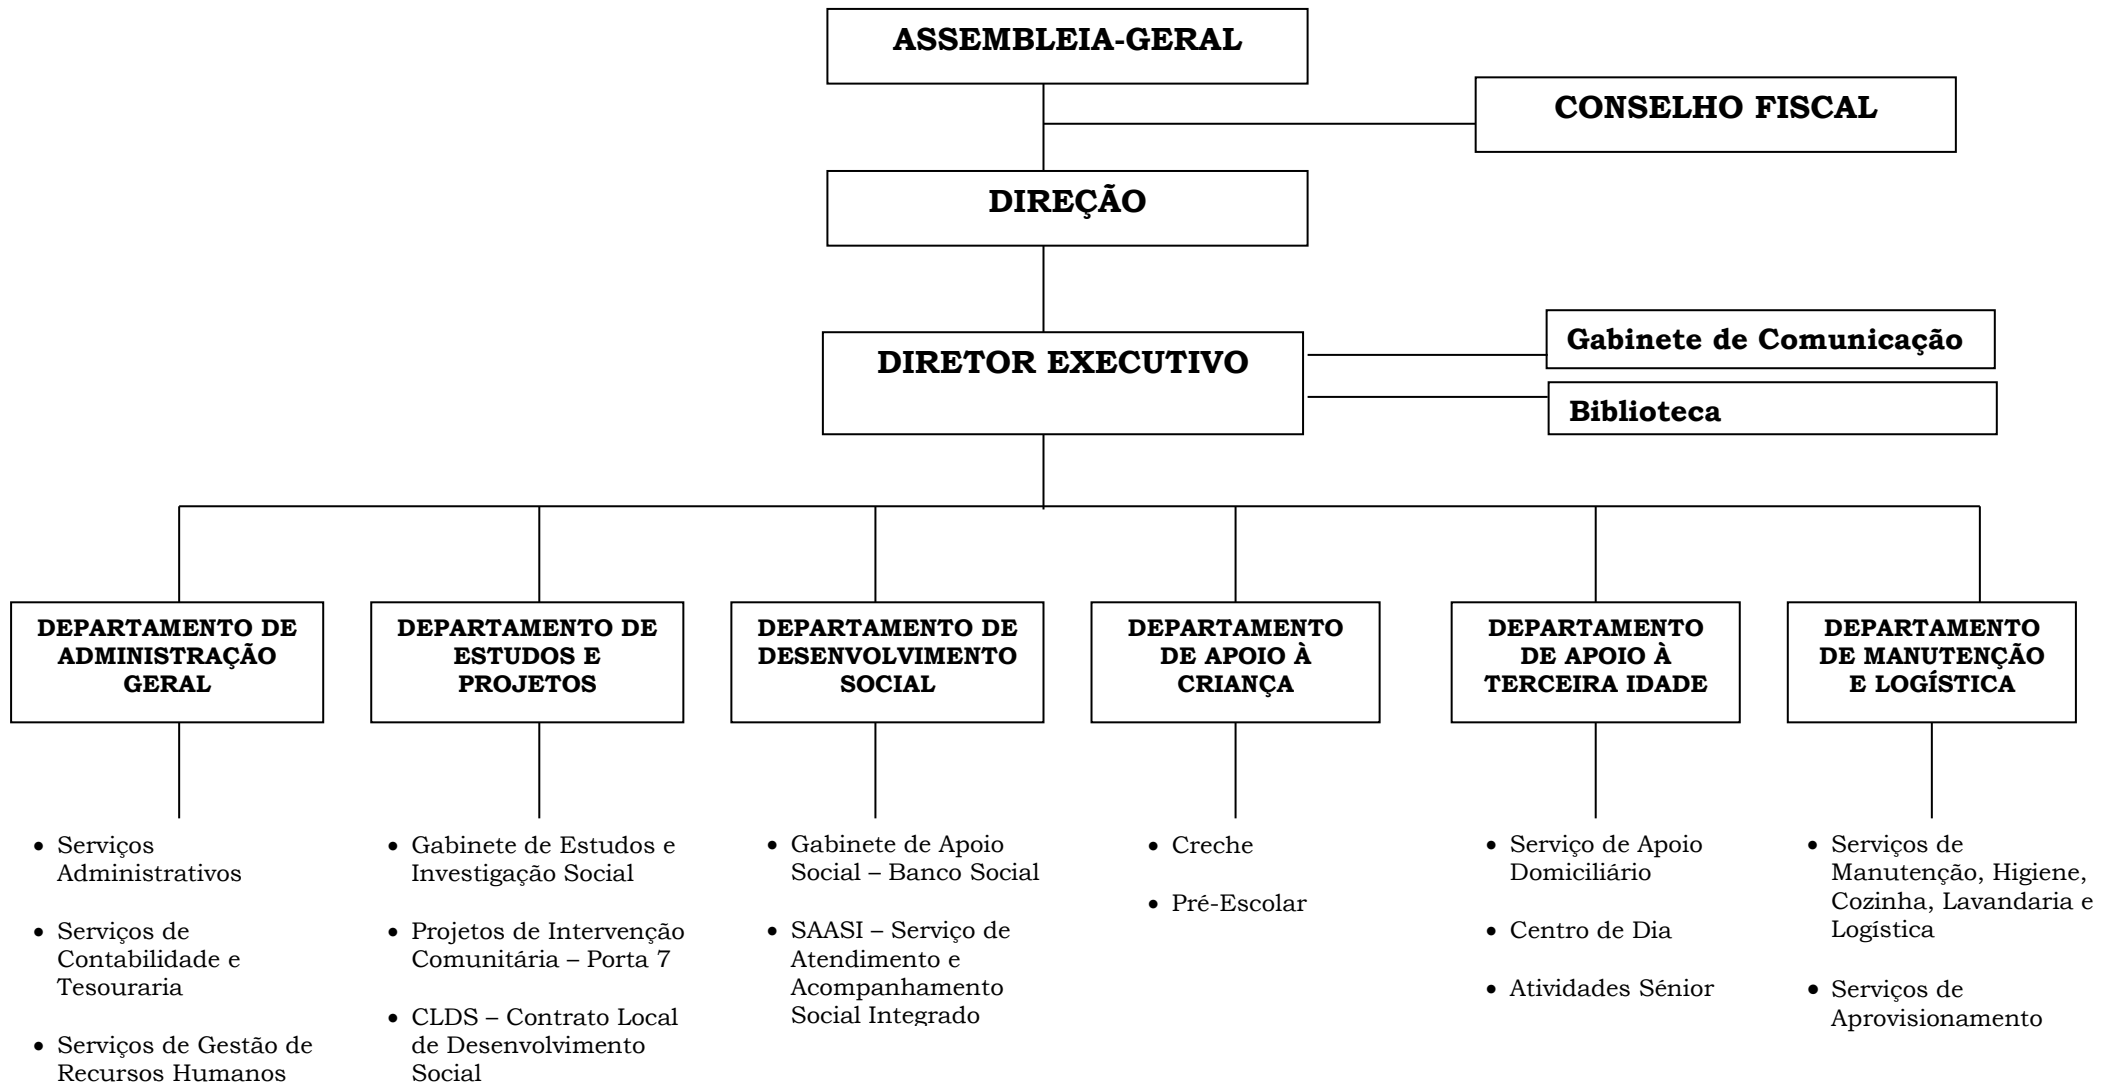 ASSEMBLEIA-GERAL
CONSELHO FISCAL
DIREÇÃO
DIRETOR EXECUTIVO
Gabinete de Comunicação
Biblioteca
DEPARTAMENTO DE
ADMINISTRAÇÃO
GERAL
DEPARTAMENTO DE
ESTUDOS E
PROJETOS
DEPARTAMENTO DE
DESENVOLVIMENTO
SOCIAL
DEPARTAMENTO
DE APOIO À
CRIANÇA
DEPARTAMENTO
DE APOIO À
TERCEIRA IDADE
DEPARTAMENTO
DE MANUTENÇÃO
E LOGÍSTICA
• Serviços
Administrativos
• Serviços de
Contabilidade e
Tesouraria
• Serviços de Gestão de
Recursos Humanos
• Gabinete de Estudos e
Investigação Social
• Projetos de Intervenção
Comunitária – Porta 7
• CLDS – Contrato Local
de Desenvolvimento
Social
• Gabinete de Apoio
Social – Banco Social
• SAASI – Serviço de
Atendimento e
Acompanhamento
Social Integrado
• Creche
• Pré-Escolar
• Serviço de Apoio
Domiciliário
• Centro de Dia
• Atividades Sénior
• Serviços de
Manutenção, Higiene,
Cozinha, Lavandaria e
Logística
• Serviços de
Aprovisionamento